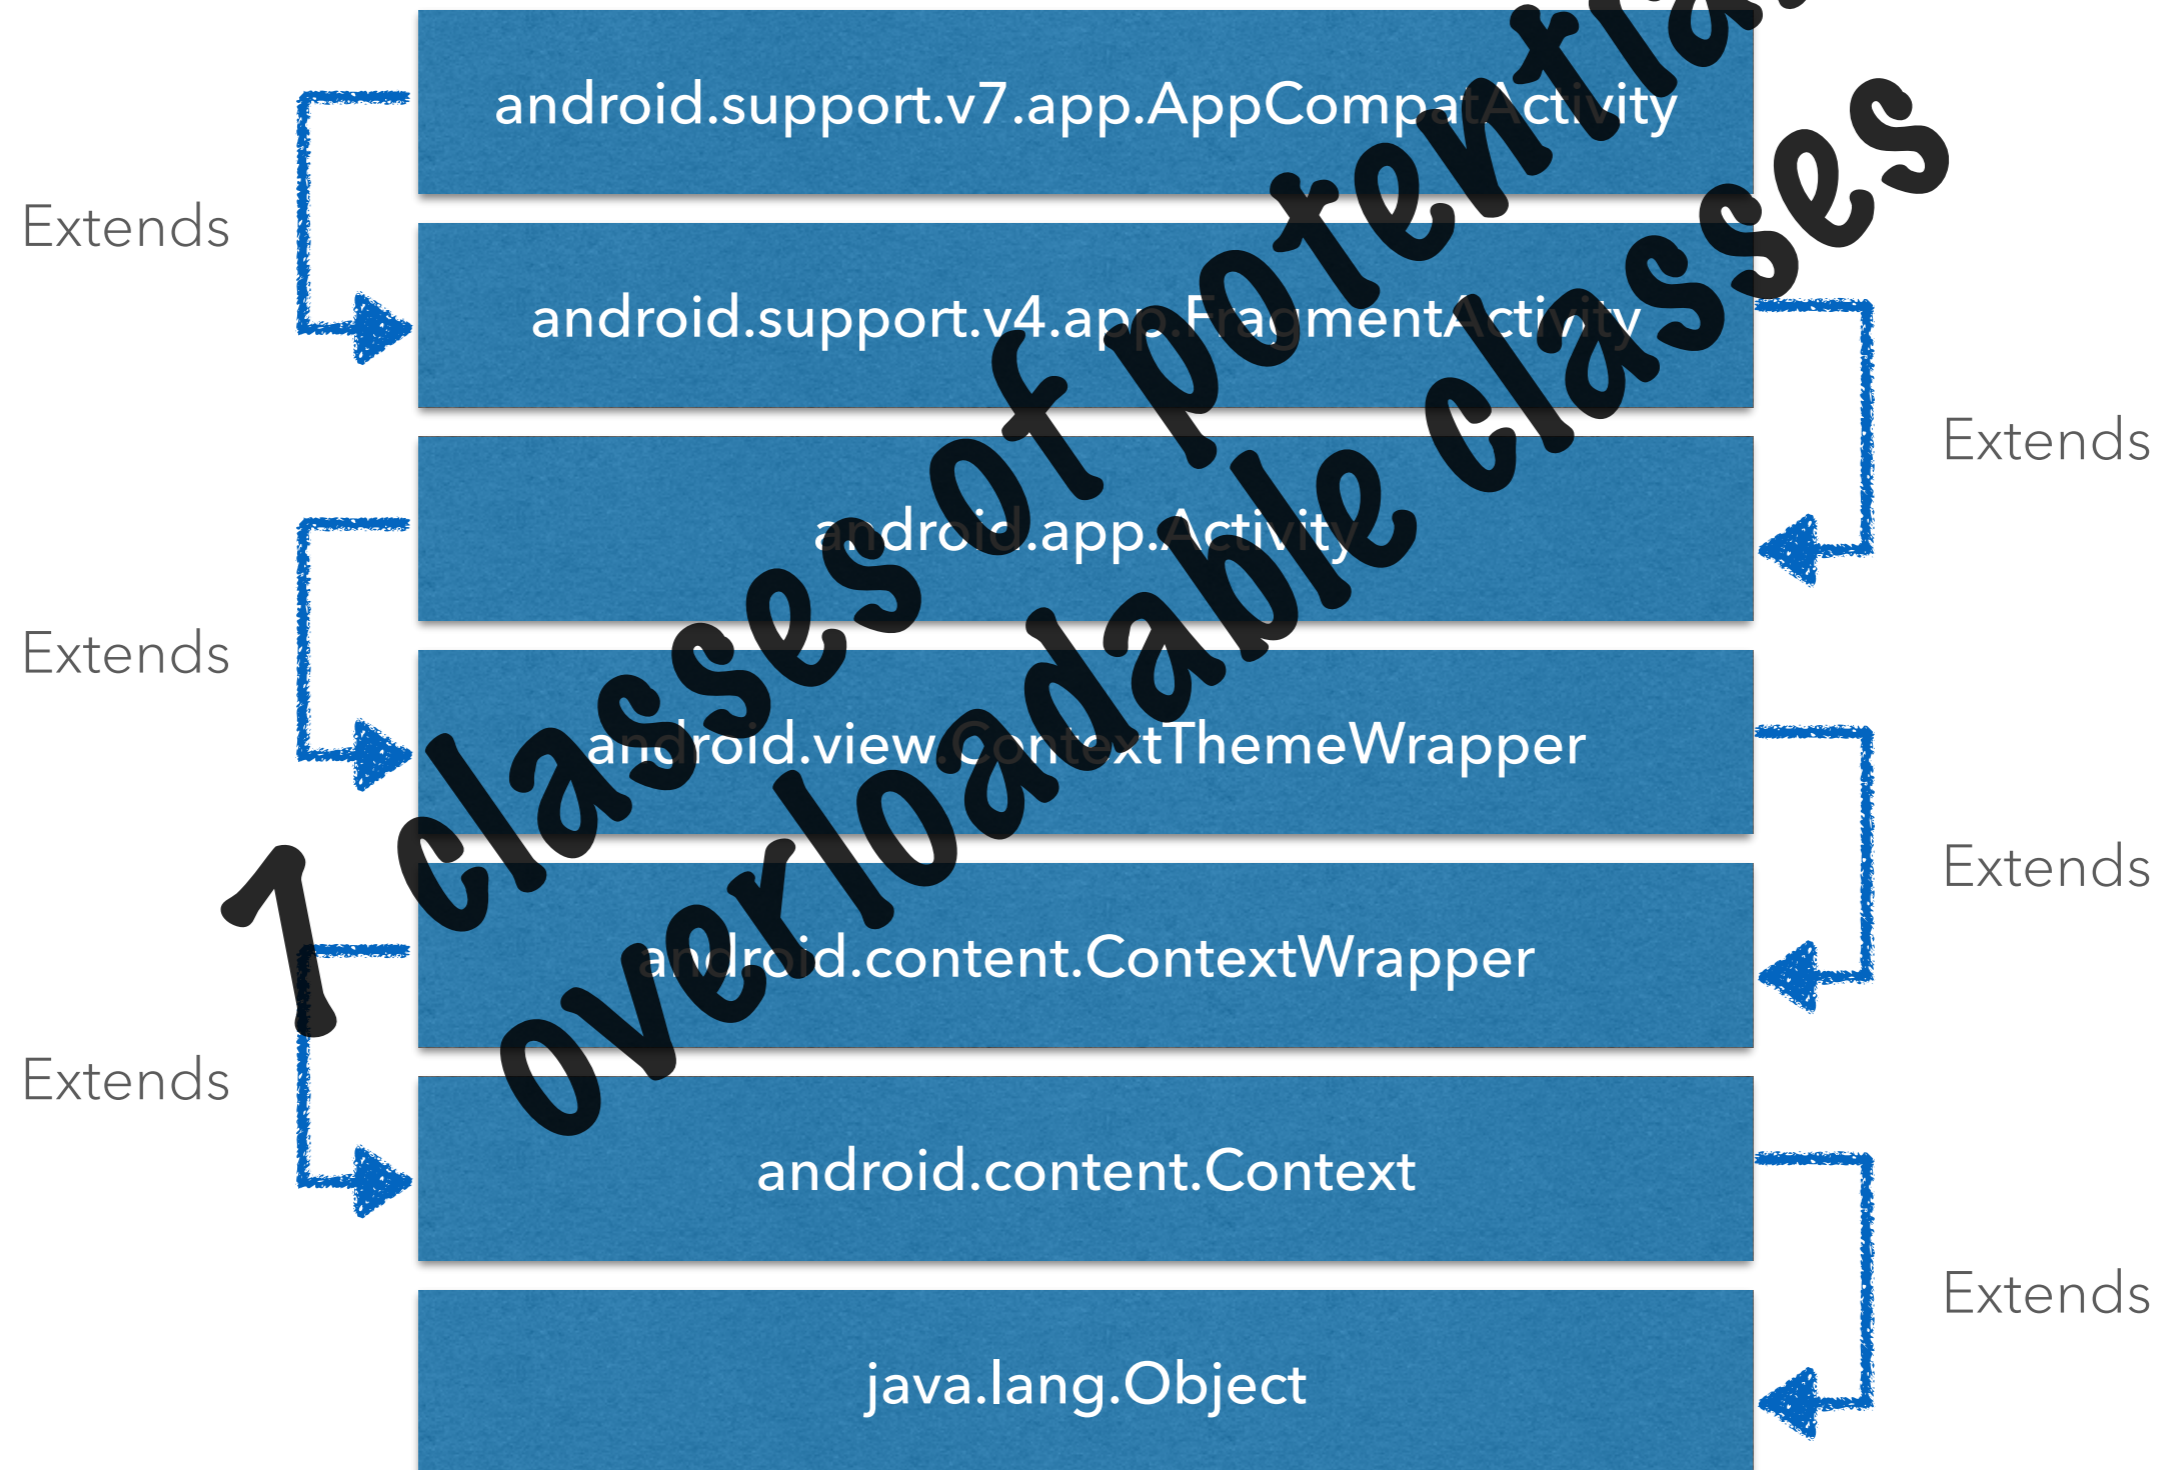 android.support.v7.app.AppCompatActivity
Extends
android.support.v4.app.FragmentActivity
Extends
android.app.Activity
Extends
android.view.ContextThemeWrapper
Extends
android.content.ContextWrapper
Extends
android.content.Context
Extends
java.lang.Object
7 classes of
overloadable classes